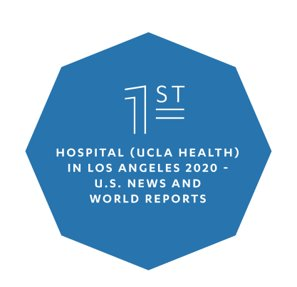 1ST
HOSPITAL (UCLA HEALTH)
IN LOS ANGELES 2020 -
U.S. NEWS AND
WORLD REPORTS